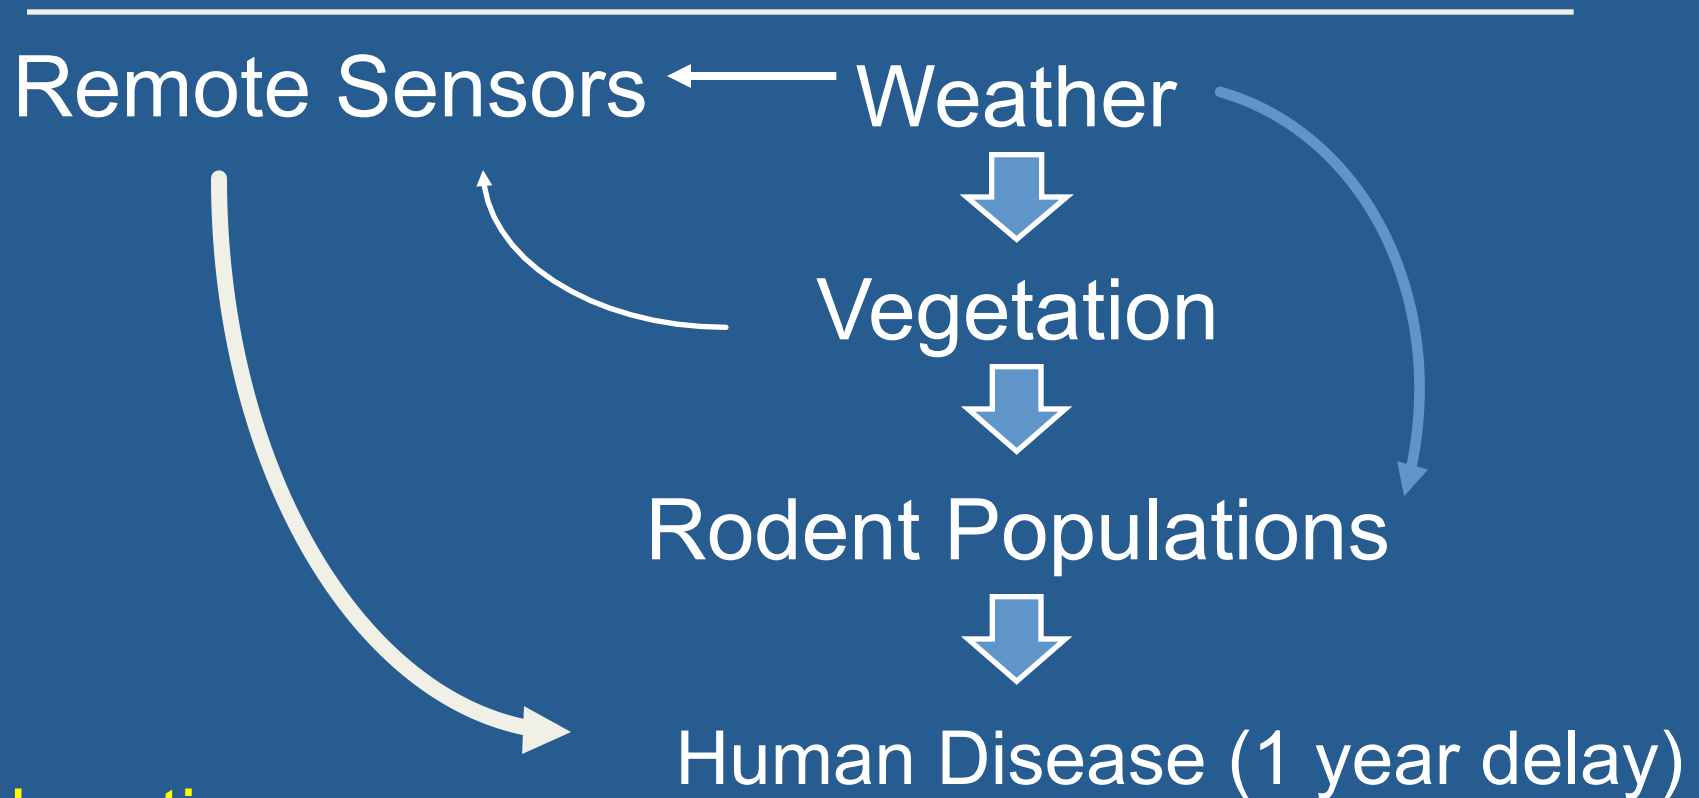 Remote Sensors
Weather
Vegetation
Rodent Populations
Human Disease (1 year delay)